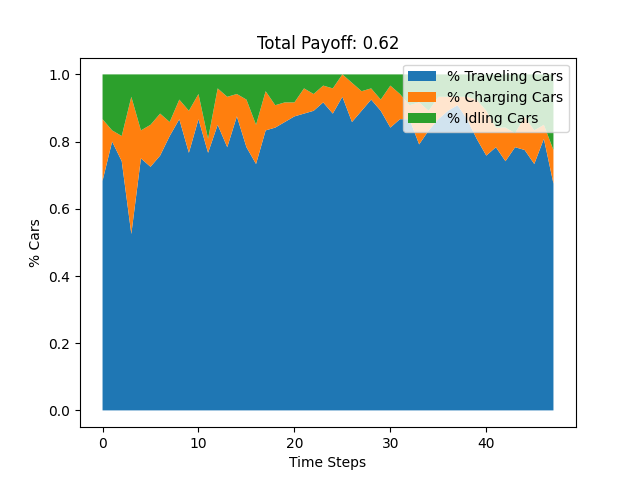 Total Payoff: 0.62
1.0
0.8
0.6
0.4
0.2
0.0
% Cars
% Traveling Cars
% Charging Cars
% Idling Cars
0 10 20 30 40
Time Steps